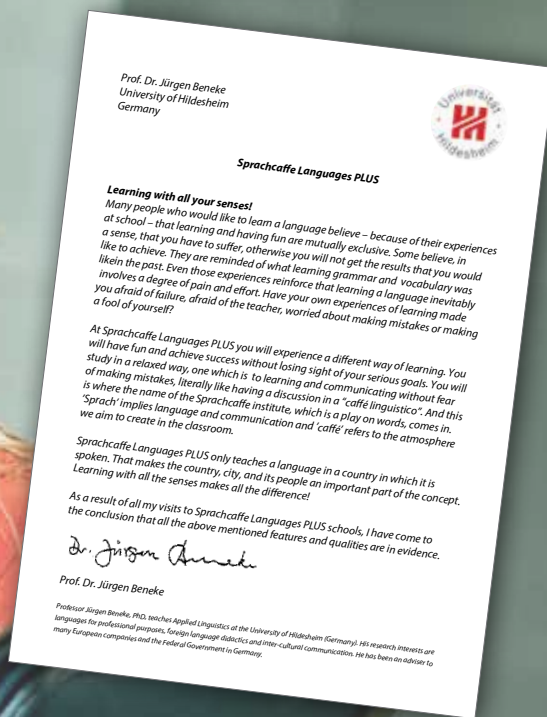 Prof. Dr. Jürgen Beneke
University of Hildesheim
Germany
Universität
Hildesheim
Sprachcaffe Languages PLUS
Learning with all your senses!
Many people who would like to learn a language believe – because of their experiences
at school – that learning and having fun are mutually exclusive. Some believe, in
a sense, that you have to suffer, otherwise you will not get the results that you would
like to achieve. They are reminded of what learning grammar and vocabulary was
likein the past. Even those experiences reinforce that learning a language inevitably
involves a degree of pain and effort. Have your own experiences of learning made
you afraid of failure, afraid of the teacher, worried about making mistakes or making
a fool of yourself?
At Sprachcaffe Languages PLUS you will experience a different way of learning. You
will have fun and achieve success without losing sight of your serious goals. You will
study in a relaxed way, one which is to learning and communicating without fear
of making mistakes, literally like having a discussion in a "caffé linguistico". And this
is where the name of the Sprachcaffe institute, which is a play on words, comes in.
'Sprach' implies language and communication and 'caffé' refers to the atmosphere
we aim to create in the classroom.
Sprachcaffe Languages PLUS only teaches a language in a country in which it is
spoken. That makes the country, city, and its people an important part of the concept.
Learning with all the senses makes all the difference!
As a result of all my visits to Sprachcaffe Languages PLUS schools, I have come to
the conclusion that all the above mentioned features and qualities are in evidence.
Dr. Jürgen Beneke
Prof. Dr. Jürgen Beneke
Professor Jürgen Beneke, PhD, teaches Applied Linguistics at the University of Hildesheim (Germany). His research interests are
languages for professional purposes, foreign language didactics and inter-cultural communication. He has been an adviser to
many European companies and the Federal Government in Germany.